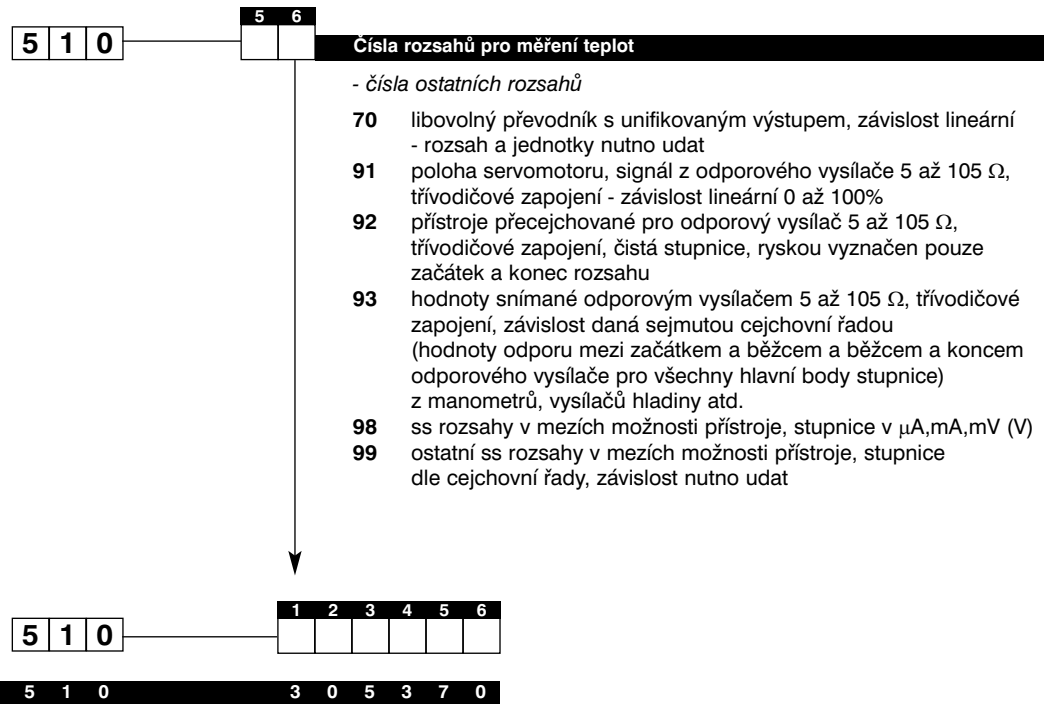 5 6
5 1 0
Čísla rozsahů pro měření teplot
- čísla ostatních rozsahů
70 libovolný převodník s unifikovaným výstupem, závislost lineární
- rozsah a jednotky nutno udat
91 poloha servomotoru, signál z odporového vysílače 5 až 105 Ω,
třívodičové zapojení - závislost lineární 0 až 100%
92 přístroje přecejchované pro odporový vysílač 5 až 105 Ω,
třívodičové zapojení, čistá stupnice, ryskou vyznačen pouze
začátek a konec rozsahu
93 hodnoty snímané odporovým vysílačem 5 až 105 Ω, třívodičové
zapojení, závislost daná sejmutou cejchovní řadou
(hodnoty odporu mezi začátkem a běžcem a běžcem a koncem
odporového vysílače pro všechny hlavní body stupnice)
z manometrů, vysílačů hladiny atd.
98 ss rozsahy v mezích možnosti přístroje, stupnice v μA,mA,mV (V)
99 ostatní ss rozsahy v mezích možnosti přístroje, stupnice
dle cejchovní řady, závislost nutno udat
1 2 3 4 5 6
5 1 0
5 1 0 3 0 5 3 7 0